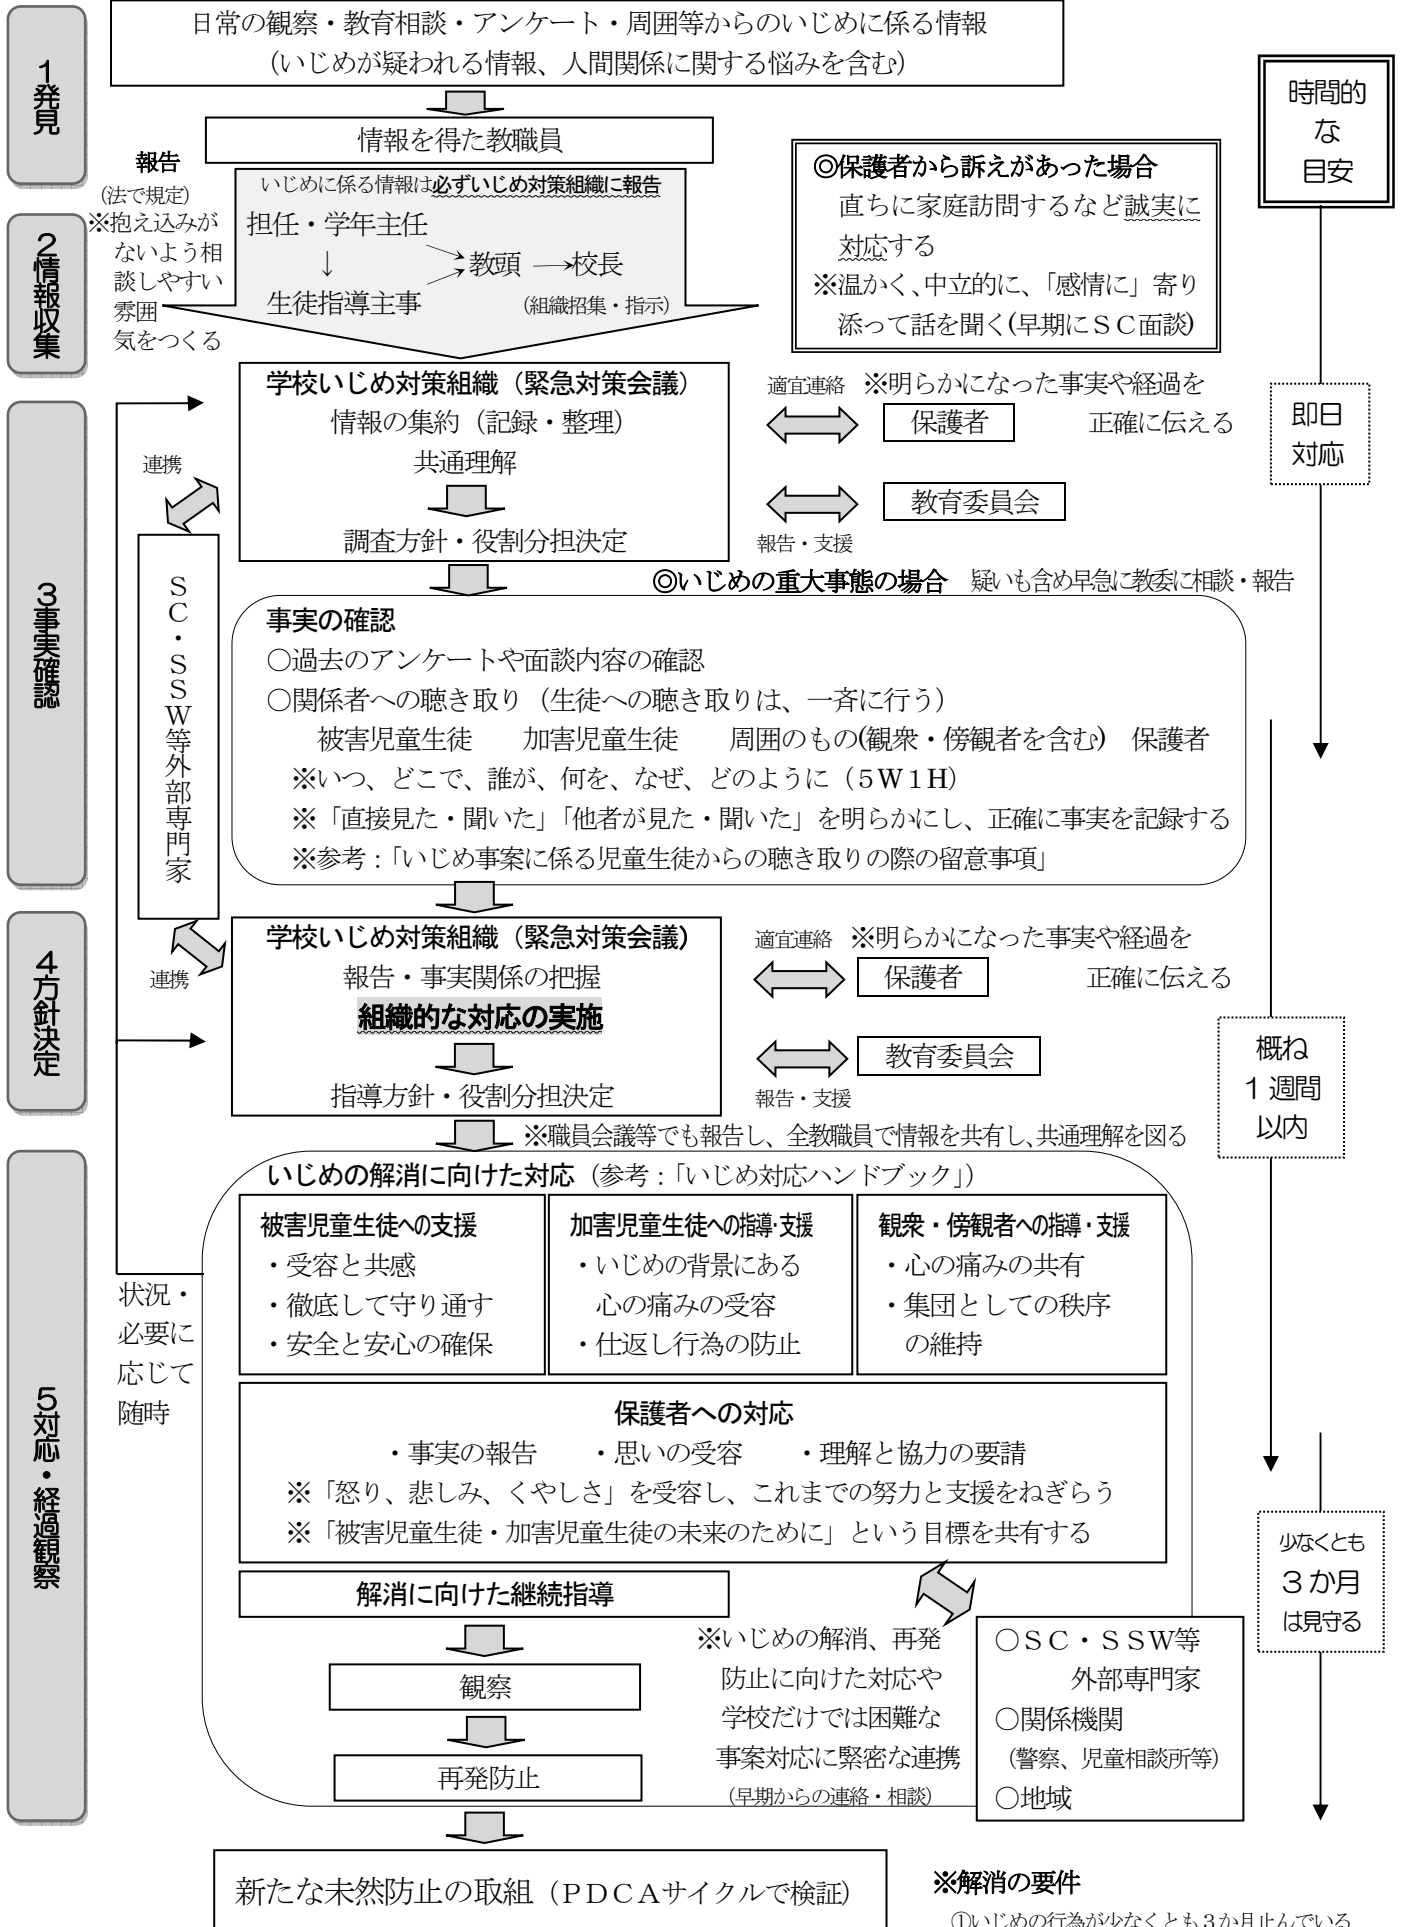 日常の観察・教育相談・アンケート・周囲等からのいじめに係る情報
（いじめが疑われる情報、人間関係に関する悩みを含む）
１発見
時間的
な
目安
情報を得た教職員
報告
（法で規定）
※抱え込みが
ないよう相
談しやすい
雰囲
気をつくる
いじめに係る情報は必ずいじめ対策組織に報告
担任・学年主任
↓
教頭
校長
生徒指導主事
（組織招集・指示）
◎保護者から訴えがあった場合
直ちに家庭訪問するなど誠実に
対応する
※温かく、中立的に、「感情に」寄り
添って話を聞く(早期にＳＣ面談)
２情報収集
学校いじめ対策組織（緊急対策会議）
情報の集約（記録・整理）
共通理解
調査方針・役割分担決定
適宜連絡
※明らかになった事実や経過を
正確に伝える
保護者
教育委員会
報告・支援
即日
対応
連携
ＳＣ・ＳＳＷ等外部専門家
３事実確認
◎いじめの重大事態の場合　疑いも含め早急に教委に相談・報告
事実の確認
○過去のアンケートや面談内容の確認
○関係者への聴き取り（生徒への聴き取りは、一斉に行う）
被害児童生徒　　加害児童生徒　　周囲のもの(観衆・傍観者を含む)　保護者
※いつ、どこで、誰が、何を、なぜ、どのように（５Ｗ１Ｈ）
※「直接見た・聞いた」「他者が見た・聞いた」を明らかにし、正確に事実を記録する
※参考：「いじめ事案に係る児童生徒からの聴き取りの際の留意事項」
連携
４方針決定
学校いじめ対策組織（緊急対策会議）
報告・事実関係の把握
組織的な対応の実施
指導方針・役割分担決定
適宜連絡
※明らかになった事実や経過を
正確に伝える
保護者
教育委員会
報告・支援
概ね
１週間
以内
※職員会議等でも報告し、全教職員で情報を共有し、共通理解を図る
５対応・経過観察
いじめの解消に向けた対応（参考：「いじめ対応ハンドブック」）
被害児童生徒への支援
・受容と共感
・徹底して守り通す
・安全と安心の確保
加害児童生徒への指導・支援
・いじめの背景にある
心の痛みの受容
・仕返し行為の防止
観衆・傍観者への指導・支援
・心の痛みの共有
・集団としての秩序
の維持
状況・
必要に
応じて
随時
保護者への対応
・事実の報告　　・思いの受容　　・理解と協力の要請
※「怒り、悲しみ、くやしさ」を受容し、これまでの努力と支援をねぎらう
※「被害児童生徒・加害児童生徒の未来のために」という目標を共有する
少なくとも
３か月
は見守る
解消に向けた継続指導
観察
再発防止
※いじめの解消、再発
防止に向けた対応や
学校だけでは困難な
事案対応に緊密な連携
（早期からの連絡・相談）
○ＳＣ・ＳＳＷ等
外部専門家
○関係機関
（警察、児童相談所等）
○地域
新たな未然防止の取組（ＰＤＣＡサイクルで検証）
※解消の要件
①いじめの行為が少なくとも３か月止んでいる